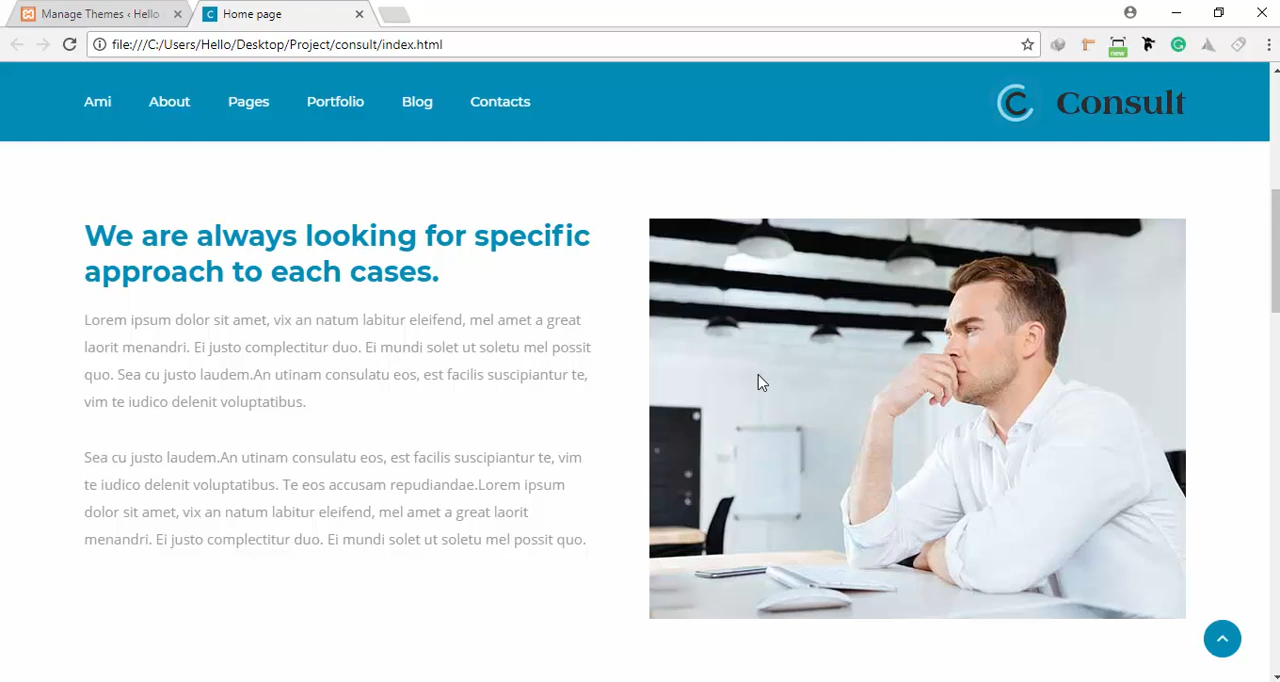 Manage Themes ‹ Hello
Home page
file:///C:/Users/Hello/Desktop/Project/consult/index.html
new
Ami About Pages Portfolio Blog Contacts
Consult
We are always looking for specific
approach to each cases.
Lorem ipsum dolor sit amet, vix an natum labitur eleifend, mel amet a great
laorit menandri. Ei justo complectitur duo. Ei mundi solet ut soletu mel possit
quo. Sea cu justo laudem.An utinam consulatu eos, est facilis suscipiantur te,
vim te iudico delenit voluptatibus.
Sea cu justo laudem.An utinam consulatu eos, est facilis suscipiantur te, vim
te iudico delenit voluptatibus. Te eos accusam repudiandae.Lorem ipsum
dolor sit amet, vix an natum labitur eleifend, mel amet a great laorit
menandri. Ei justo complectitur duo. Ei mundi solet ut soletu mel possit quo.